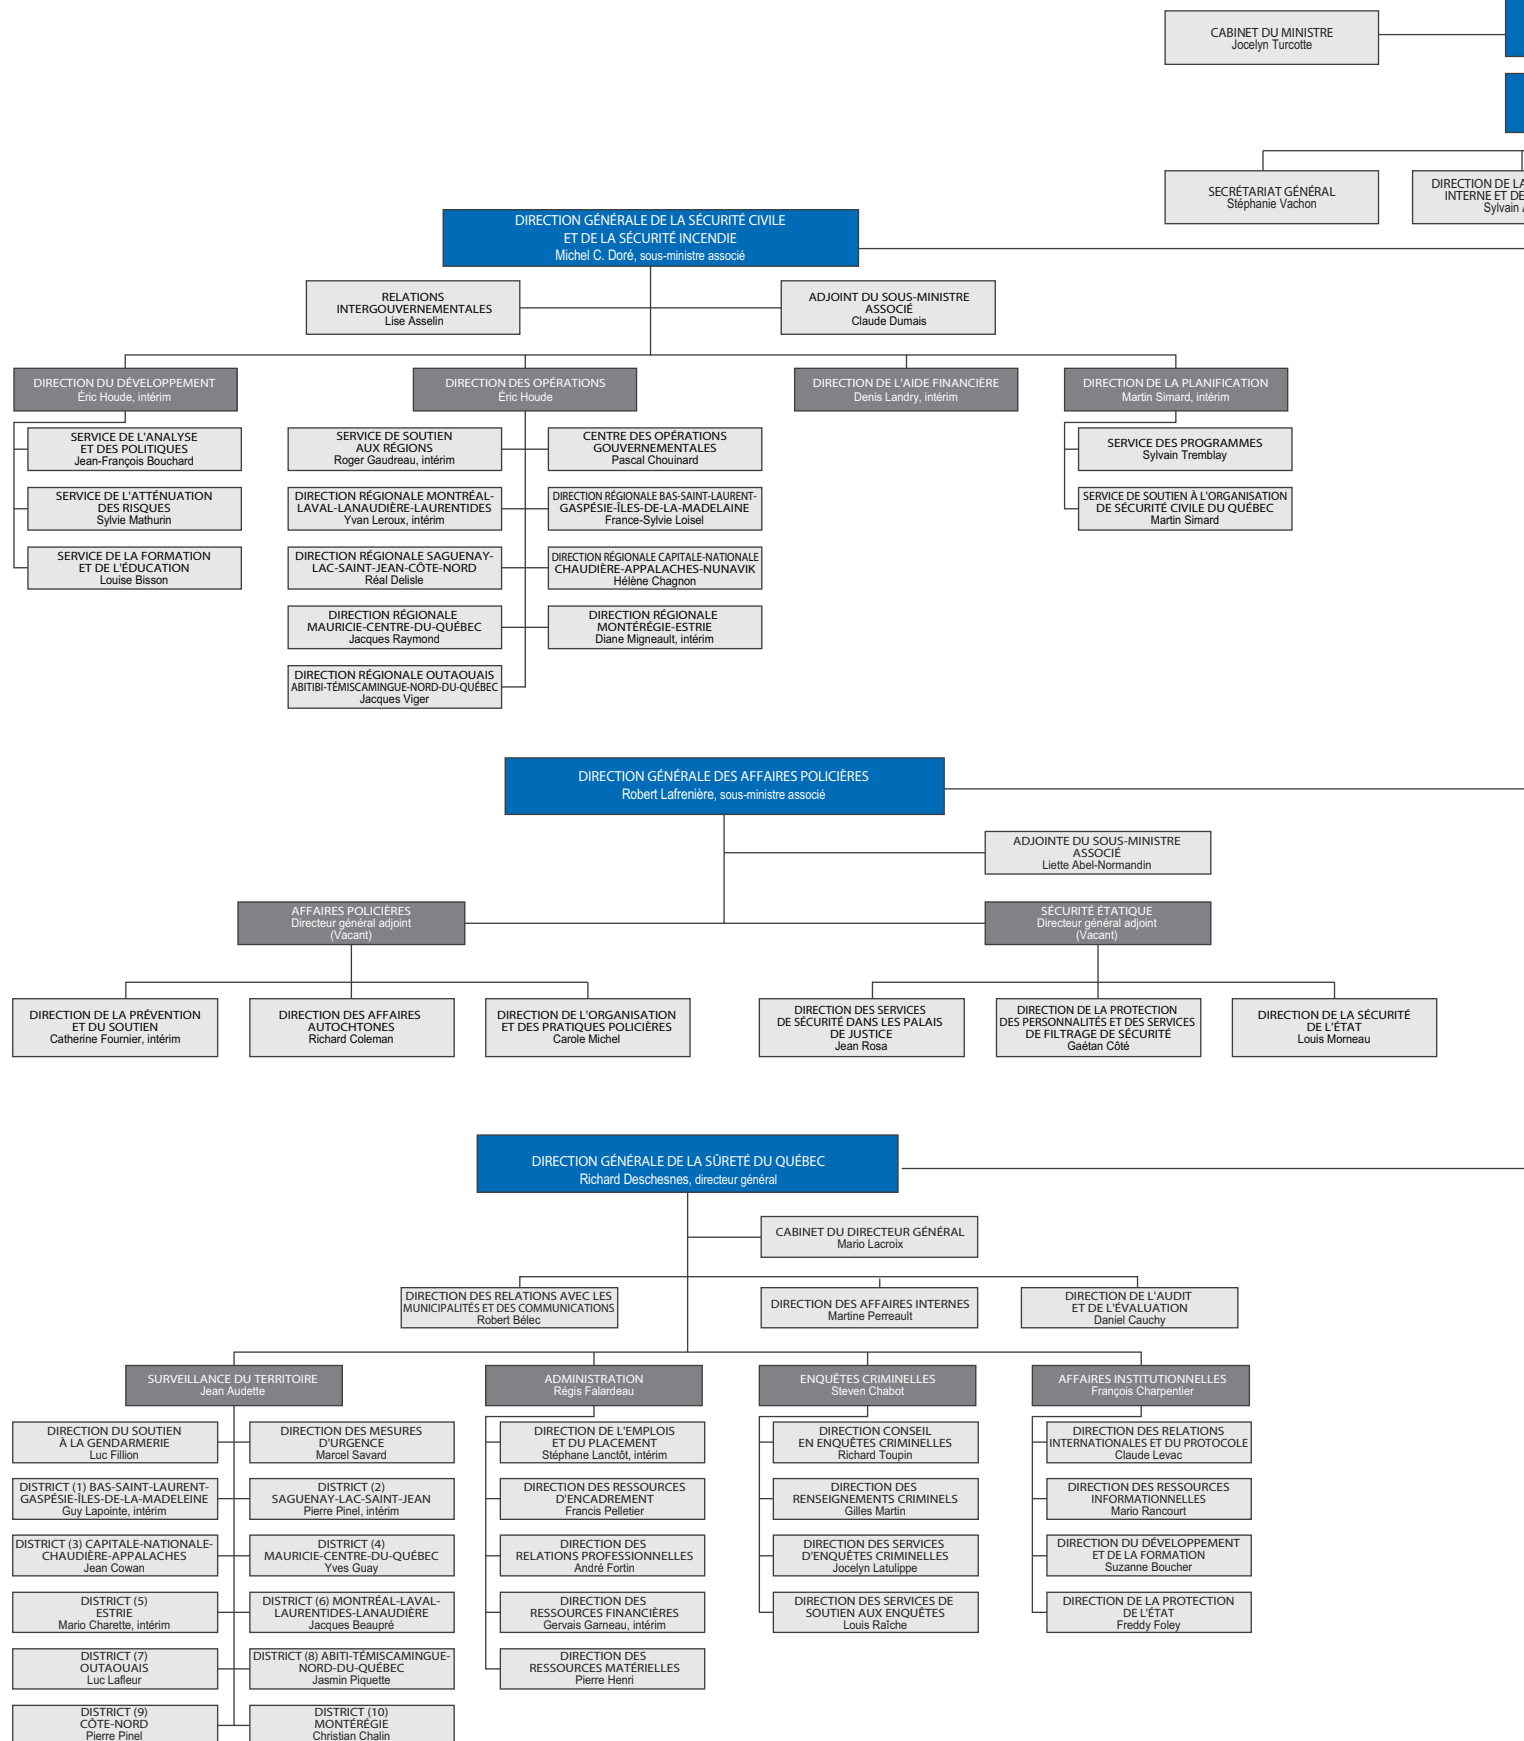 CABINET DU MINISTRE
Jocelyn Turcotte
SECRÉTARIAT GÉNÉRAL
Stéphanie Vachon
DIRECTION DE LA
INTERNE ET DE
Sylvain
DIRECTION GÉNÉRALE DE LA SÉCURITÉ CIVILE
ET DE LA SÉCURITÉ INCENDIE
Michel C. Doré, sous-ministre associé
RELATIONS
INTERGOUVERNEMENTALES
Lise Asselin
ADJOINT DU SOUS-MINISTRE
ASSOCIÉ
Claude Dumais
DIRECTION DU DÉVELOPPEMENT
Éric Houde, intérim
DIRECTION DES OPÉRATIONS
Éric Houde
DIRECTION DE L'AIDE FINANCIÈRE
Denis Landry, intérim
DIRECTION DE LA PLANIFICATION
Martin Simard, intérim
SERVICE DE L'ANALYSE
ET DES POLITIQUES
Jean-François Bouchard
SERVICE DE L'ATTÉNUATION
DES RISQUES
Sylvie Mathurin
SERVICE DE LA FORMATION
ET DE L'ÉDUCATION
Louise Bisson
SERVICE DE SOUTIEN
AUX RÉGIONS
Roger Gaudreau, intérim
CENTRE DES OPÉRATIONS
GOUVERNEMENTALES
Pascal Chouinard
DIRECTION RÉGIONALE MONTRÉAL-
LAVAL-LANAUDIÈRE-LAURENTIDES
Yvan Leroux, intérim
DIRECTION RÉGIONALE BAS-SAINT-LAURENT-
GASPÉSIE-ÎLES-DE-LA-MADELAINE
France-Sylvie Loisel
DIRECTION RÉGIONALE SAGUENAY-
LAC-SAINT-JEAN-CÔTE-NORD
Réal Delisle
DIRECTION RÉGIONALE CAPITALE-NATIONALE
CHAUDIÈRE-APPALACHES-NUNAVIK
Hélène Chagnon
DIRECTION RÉGIONALE
MAURICIE-CENTRE-DU-QUÉBEC
Jacques Raymond
DIRECTION RÉGIONALE
MONTÉRÉGIE-ESTRIE
Diane Migneault, intérim
DIRECTION RÉGIONALE OUTAOUAIS
ABITIBI-TÉMISCAMINGUE-NORD-DU-QUÉBEC
Jacques Viger
SERVICE DES PROGRAMMES
Sylvain Tremblay
SERVICE DE SOUTIEN À L'ORGANISATION
DE SÉCURITÉ CIVILE DU QUÉBEC
Martin Simard
DIRECTION GÉNÉRALE DES AFFAIRES POLICIÈRES
Robert Lafrenière, sous-ministre associé
ADJOINTE DU SOUS-MINISTRE
ASSOCIÉ
Liette Abel-Normandin
AFFAIRES POLICIÈRES
Directeur général adjoint
(Vacant)
SÉCURITÉ ÉTATIQUE
Directeur général adjoint
(Vacant)
DIRECTION DE LA PRÉVENTION
ET DU SOUTIEN
Catherine Fournier, intérim
DIRECTION DES AFFAIRES
AUTOCHTONES
Richard Coleman
DIRECTION DE L'ORGANISATION
ET DES PRATIQUES POLICIÈRES
Carole Michel
DIRECTION DES SERVICES
DE SÉCURITÉ DANS LES PALAIS
DE JUSTICE
Jean Rosa
DIRECTION DE LA PROTECTION
DES PERSONNALITÉS ET DES SERVICES
DE FILTRAGE DE SÉCURITÉ
Gaétan Côté
DIRECTION DE LA SÉCURITÉ
DE L'ÉTAT
Louis Morneau
DIRECTION GÉNÉRALE DE LA SÛRETÉ DU QUÉBEC
Richard Deschesnes, directeur général
CABINET DU DIRECTEUR GÉNÉRAL
Mario Lacroix
DIRECTION DES RELATIONS AVEC LES
MUNICIPALITÉS ET DES COMMUNICATIONS
Robert Bélec
DIRECTION DES AFFAIRES INTERNES
Martine Perreault
DIRECTION DE L'AUDIT
ET DE L'ÉVALUATION
Daniel Cauchy
SURVEILLANCE DU TERRITOIRE
Jean Audette
ADMINISTRATION
Régis Falardeau
ENQUÊTES CRIMINELLES
Steven Chabot
AFFAIRES INSTITUTIONNELLES
François Charpentier
DIRECTION DU SOUTIEN
À LA GENDARMERIE
Luc Fillion
DIRECTION DES MESURES
D'URGENCE
Marcel Savard
DISTRICT (1) BAS-SAINT-LAURENT-
GASPÉSIE-ÎLES-DE-LA-MADELEINE
Guy Lapointe, intérim
DISTRICT (2)
SAGUENAY-LAC-SAINT-JEAN
Pierre Pinel, intérim
DISTRICT (3) CAPITALE-NATIONALE-
CHAUDIÈRE-APPALACHES
Jean Cowan
DISTRICT (4)
MAURICIE-CENTRE-DU-QUÉBEC
Yves Guay
DISTRICT (5)
ESTRIE
Mario Charette, intérim
DISTRICT (6) MONTRÉAL-LAVAL-
LAURENTIDES-LANAUDIÈRE
Jacques Beaupré
DISTRICT (7)
OUTAOUAIS
Luc Lafleur
DISTRICT (8) ABITI-TÉMISCAMINGUE-
NORD-DU-QUÉBEC
Jasmin Piquette
DISTRICT (9)
CÔTE-NORD
Pierre Pinel
DISTRICT (10)
MONTÉRÉGIE
Christian Chalin
DIRECTION DE L'EMPLOIS
ET DU PLACEMENT
Stéphane Lanctôt, intérim
DIRECTION DES RESSOURCES
D'ENCADREMENT
Francis Pelletier
DIRECTION DES
RELATIONS PROFESSIONNELLES
André Fortin
DIRECTION DES
RESSOURCES FINANCIÈRES
Gervais Garneau, intérim
DIRECTION DES
RESSOURCES MATÉRIELLES
Pierre Henri
DIRECTION CONSEIL
EN ENQUÊTES CRIMINELLES
Richard Toupin
DIRECTION DES
RENSEIGNEMENTS CRIMINELS
Gilles Martin
DIRECTION DES SERVICES
D'ENQUÊTES CRIMINELLES
Jocelyn Latulippe
DIRECTION DES SERVICES DE
SOUTIEN AUX ENQUÊTES
Louis Raîche
DIRECTION DES RELATIONS
INTERNATIONALES ET DU PROTOCOLE
Claude Levac
DIRECTION DES RESSOURCES
INFORMATIONNELLES
Mario Rancourt
DIRECTION DU DÉVELOPPEMENT
ET DE LA FORMATION
Suzanne Boucher
DIRECTION DE LA PROTECTION
DE L'ÉTAT
Freddy Foley